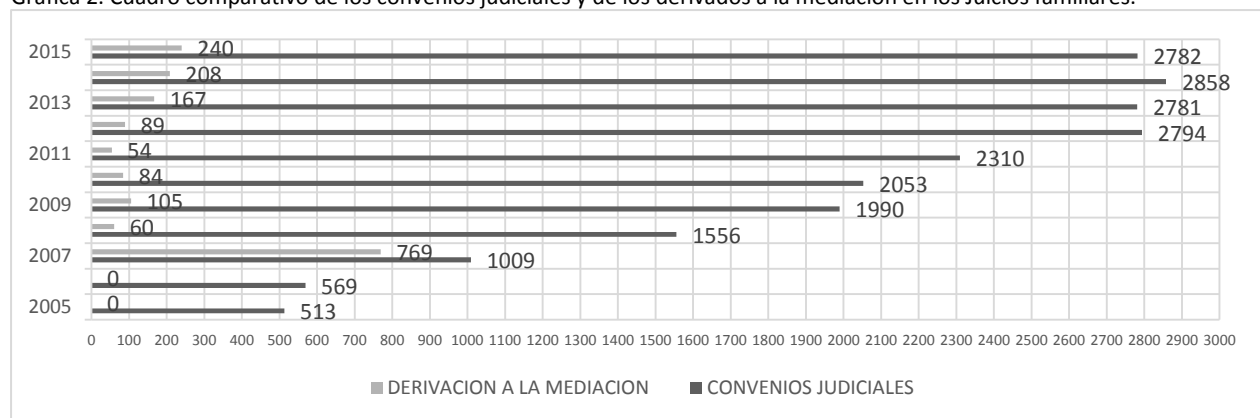 Gráfica 2. Cuadro comparativo de los convenios judiciales y de los derivados a la mediación en los Juicios familiares.
2015 240 2782
208 2858
2013 167 2781
89 2794
2011 54 2310
84 2053
2009 105 1990
60 1556
2007 769 1009
0 569
2005 0 513
0 100 200 300 400 500 600 700 800 900 1000 1100 1200 1300 1400 1500 1600 1700 1800 1900 2000 2100 2200 2300 2400 2500 2600 2700 2800 2900 3000
DERIVACION A LA MEDIACION CONVENIOS JUDICIALES